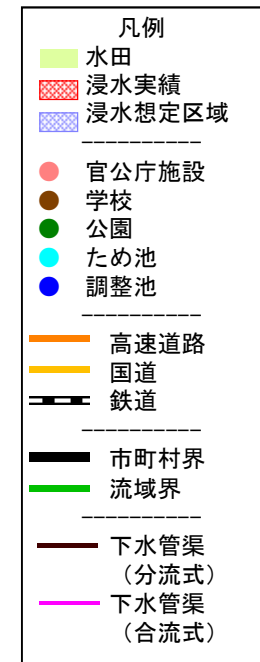 凡例
水田
浸水実績
浸水想定区域
----------
官公庁施設
学校
公園
ため池
調整池
----------
高速道路
国道
鉄道
----------
市町村界
流域界
----------
下水管渠
（分流式）
下水管渠
（合流式）